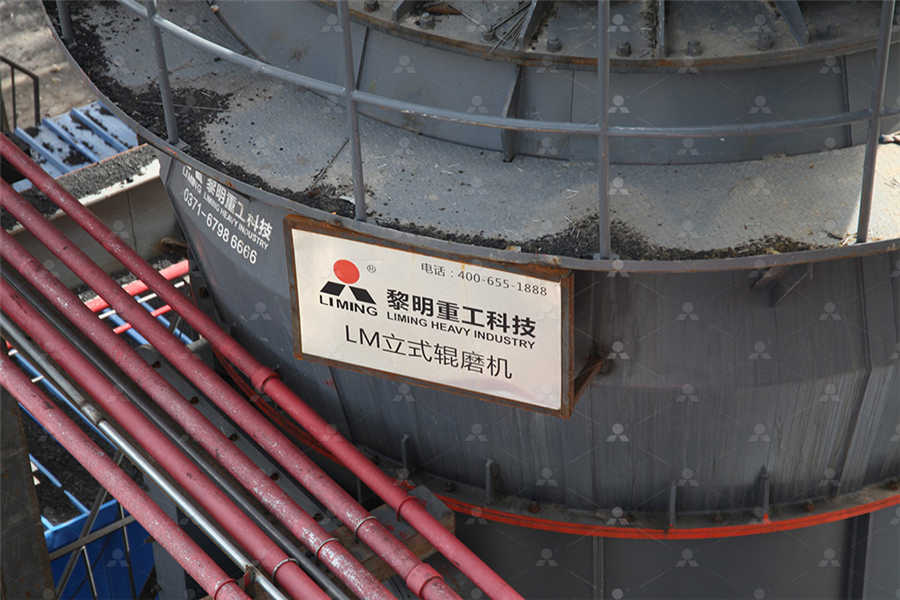 LIMING
黎明重工科技
LIMING HEAVY INDUSTRY
0371-6798 6666
®
电话：400-655-1888
LIMING
黎明重工科技
LIMING HEAVY INDUSTRY
LM立式辊磨机